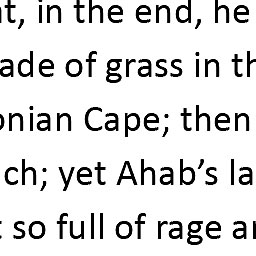 t, in the end, he
ade of grass in th
onian Cape; then
ch; yet Ahab’s la
so full of rage a